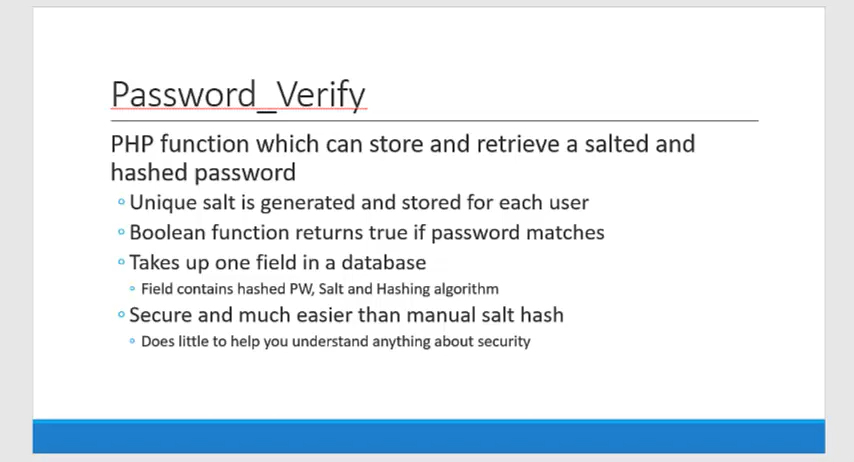 Password_Verify
PHP function which can store and retrieve a salted and
hashed password
Unique salt is generated and stored for each user
Boolean function returns true if password matches
Takes up one field in a database
Field contains hashed PW, Salt and Hashing algorithm
Secure and much easier than manual salt hash
Does little to help you understand anything about security